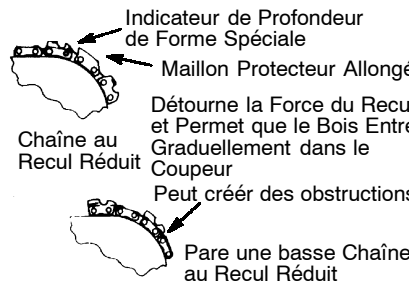 Indicateur de Profondeur
de Forme Spéciale
Maillon Protecteur Allongé
Détourne la Force du Recul
et Permet que le Bois Entre
Graduellement dans le
Coupeur
Chaîne au
Recul Réduit
Peut créér des obstructions
Pare une basse Chaîne
au Recul Réduit